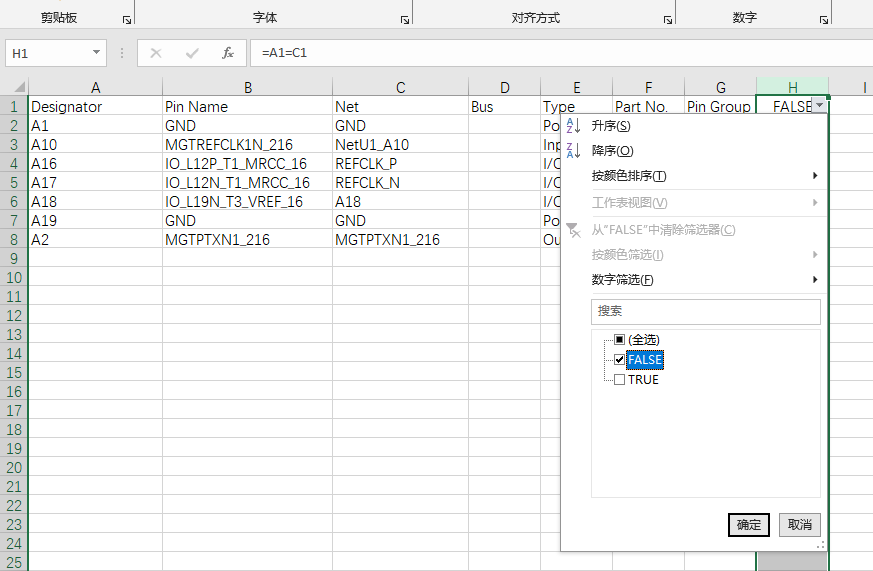 剪贴板 字体 对齐方式 数字
H1 fx =A1=C1
A B C D E F G H I
1 Designator Pin Name Net Bus Type Part No. Pin Group FALSE
2 A1 GND GND Po
3 A10 MGTREFCLK1N_216 NetU1_A10 Inp
4 A16 IO_L12P_T1_MRCC_16 REFCLK_P I/O
5 A17 IO_L12N_T1_MRCC_16 REFCLK_N I/O
6 A18 IO_L19N_T3_VREF_16 A18 I/O
7 A19 GND GND Po
8 A2 MGTPTXN1_216 MGTPTXN1_216 Ou
9
10
11
12
13
14
15
16
17
18
19
20
21
22
23
24
25
升序(S)
降序(O)
按颜色排序(T)
工作表视图(V)
从"FALSE"中清除筛选器(C)
按颜色筛选(I)
数字筛选(F)
搜索
(全选)
FALSE
TRUE
确定 取消